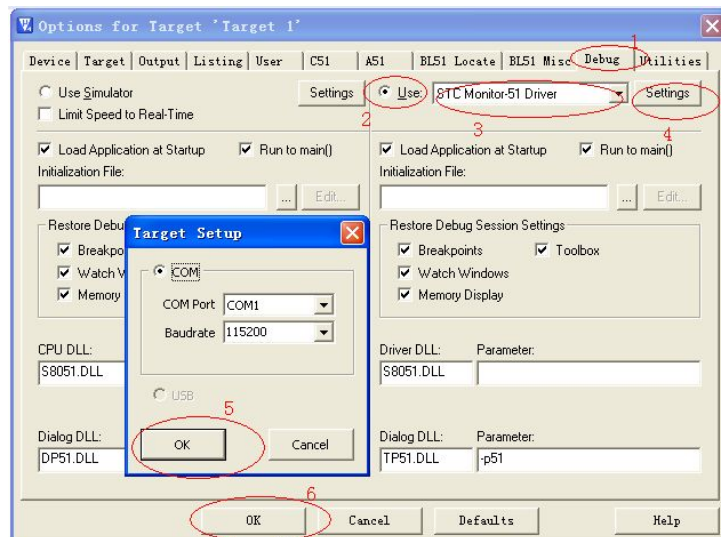 Options for Target 'Target 1'
1
Device Target Output Listing User C51 A51 BL51 Locate BL51 Misc Debug Utilities
Use Simulator Settings Use: STC Monitor-51 Driver Settings
Limit Speed to Real-Time
2 3 4
Load Application at Startup Run to main() Load Application at Startup Run to main()
Initialization File: Initialization File:
... Edit... ... Edit...
Restore Debu Restore Debug Session Settings
Breakpo Breakpoints Toolbox
Watch W Watch Windows
Memory Memory Display
Target Setup
COM
COM Port COM1
Baudrate 115200
USB
5
OK Cancel
CPU DLL: Driver DLL: Parameter:
S8051.DLL S8051.DLL
Dialog DLL: Dialog DLL: Parameter:
DP51.DLL TP51.DLL -p51
6
OK Cancel Defaults Help